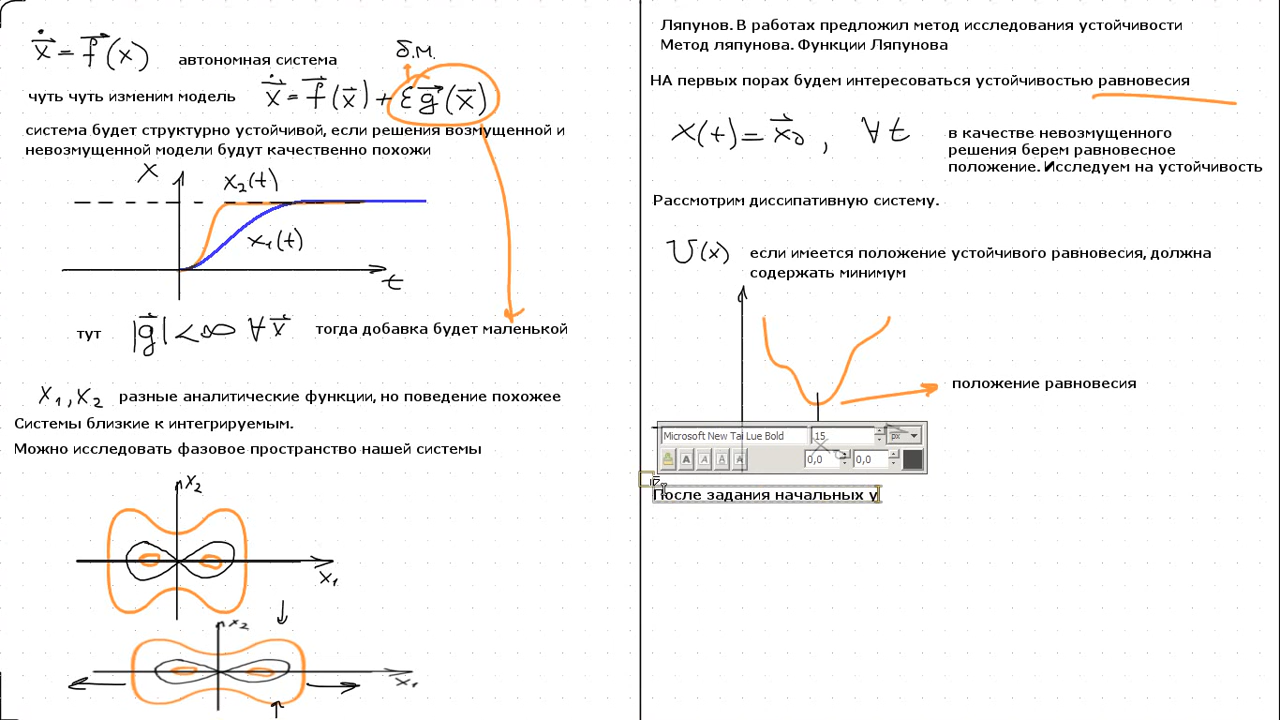 ẋ = f(x) автономная система
б.м.
чуть чуть изменим модель ẋ = f(x) + εg(x)
система будет структурно устойчивой, если решения возмущенной и
невозмущенной модели будут качественно похожи
x
x₂(t)
x₁(t)
t
тут |g| < ∞ ∀x тогда добавка будет маленькой
x₁, x₂ разные аналитические функции, но поведение похожее
Системы близкие к интегрируемым.
Можно исследовать фазовое пространство нашей системы
x₂
x₁
x₂
x₁
Ляпунов. В работах предложил метод исследования устойчивости
Метод ляпунова. Функции Ляпунова
НА первых порах будем интересоваться устойчивостью равновесия
x(t) = x₀, ∀t
в качестве невозмущенного
решения берем равновесное
положение. Исследуем на устойчивость
Рассмотрим диссипативную систему.
U(x) если имеется положение устойчивого равновесия, должна
содержать минимум
положение равновесия
Microsoft New Tai Lue Bold 15 px
A A A A 0,0 0,0
После задания начальных у